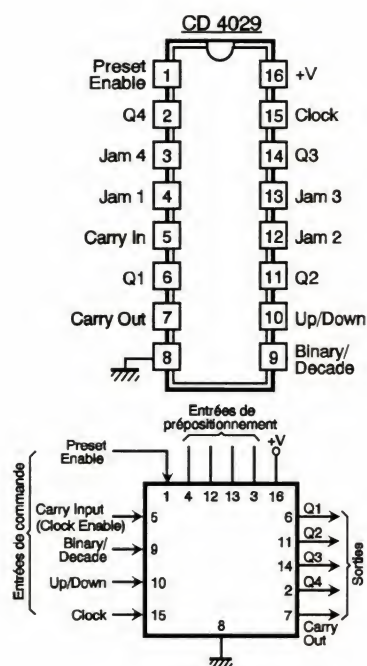 CD 4029
Preset
Enable
1
16
+V
Q4
2
15
Clock
Jam 4
3
14
Q3
Jam 1
4
13
Jam 3
Carry In
5
12
Jam 2
Q1
6
11
Q2
Carry Out
7
10
Up/Down
8
9
Binary/
Decade
Entrées de
prépositionnement
Preset
Enable
+V
1 4 12 13 3 16
Entrées de commande
Carry Input
(Clock Enable)
5
Binary/
Decade
9
Up/Down
10
Clock
15
6
Q1
11
Q2
14
Q3
2
Q4
7
Carry
Out
8
Sorties